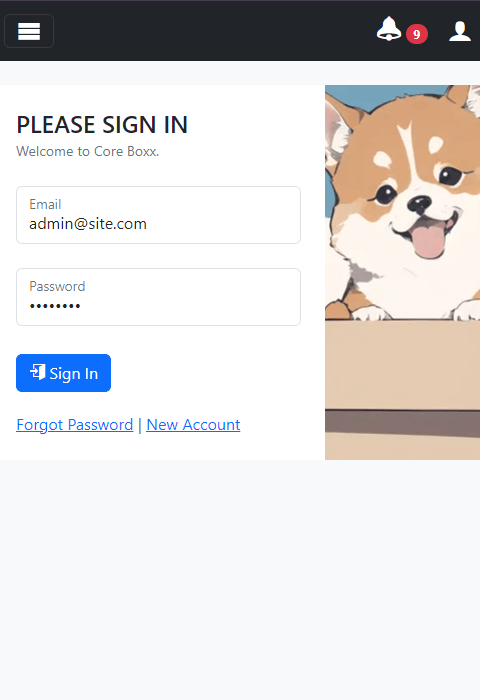 9
PLEASE SIGN IN
Welcome to Core Boxx.
Email
admin@site.com
Password
••••••••
Sign In
Forgot Password | New Account